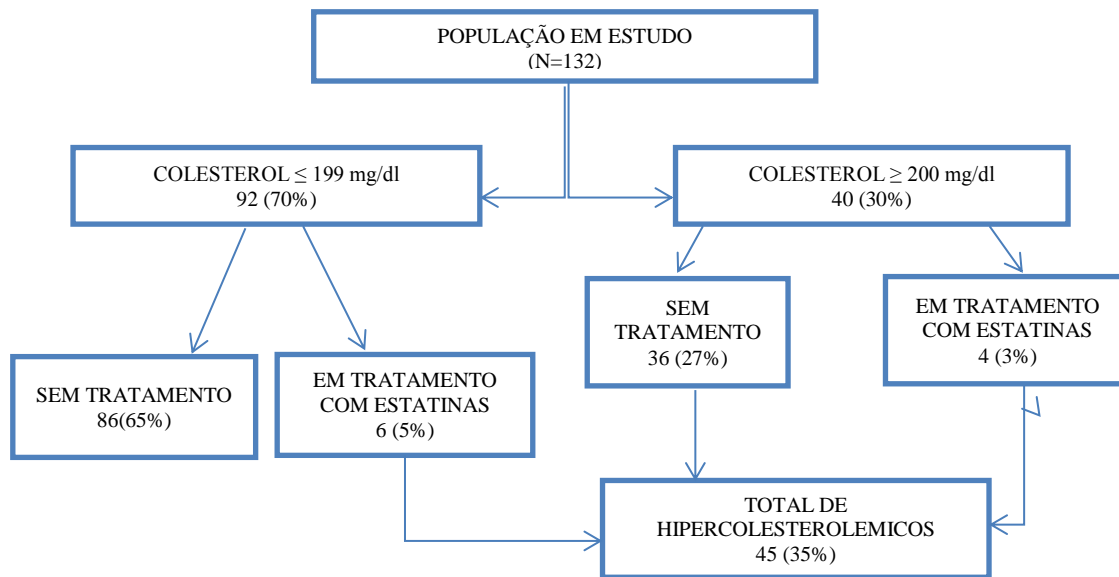 POPULAÇÃO EM ESTUDO
(N=132)
COLESTEROL ≤ 199 mg/dl
92 (70%)
COLESTEROL ≥ 200 mg/dl
40 (30%)
SEM TRATAMENTO
86(65%)
EM TRATAMENTO
COM ESTATINAS
6 (5%)
SEM
TRATAMENTO
36 (27%)
EM TRATAMENTO
COM ESTATINAS
4 (3%)
TOTAL DE
HIPERCOLESTEROLEMICOS
45 (35%)